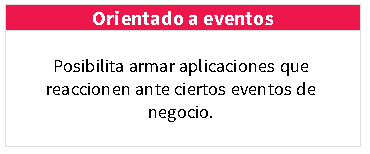 Orientado a eventos
Posibilita armar aplicaciones que
reaccionen ante ciertos eventos de
negocio.